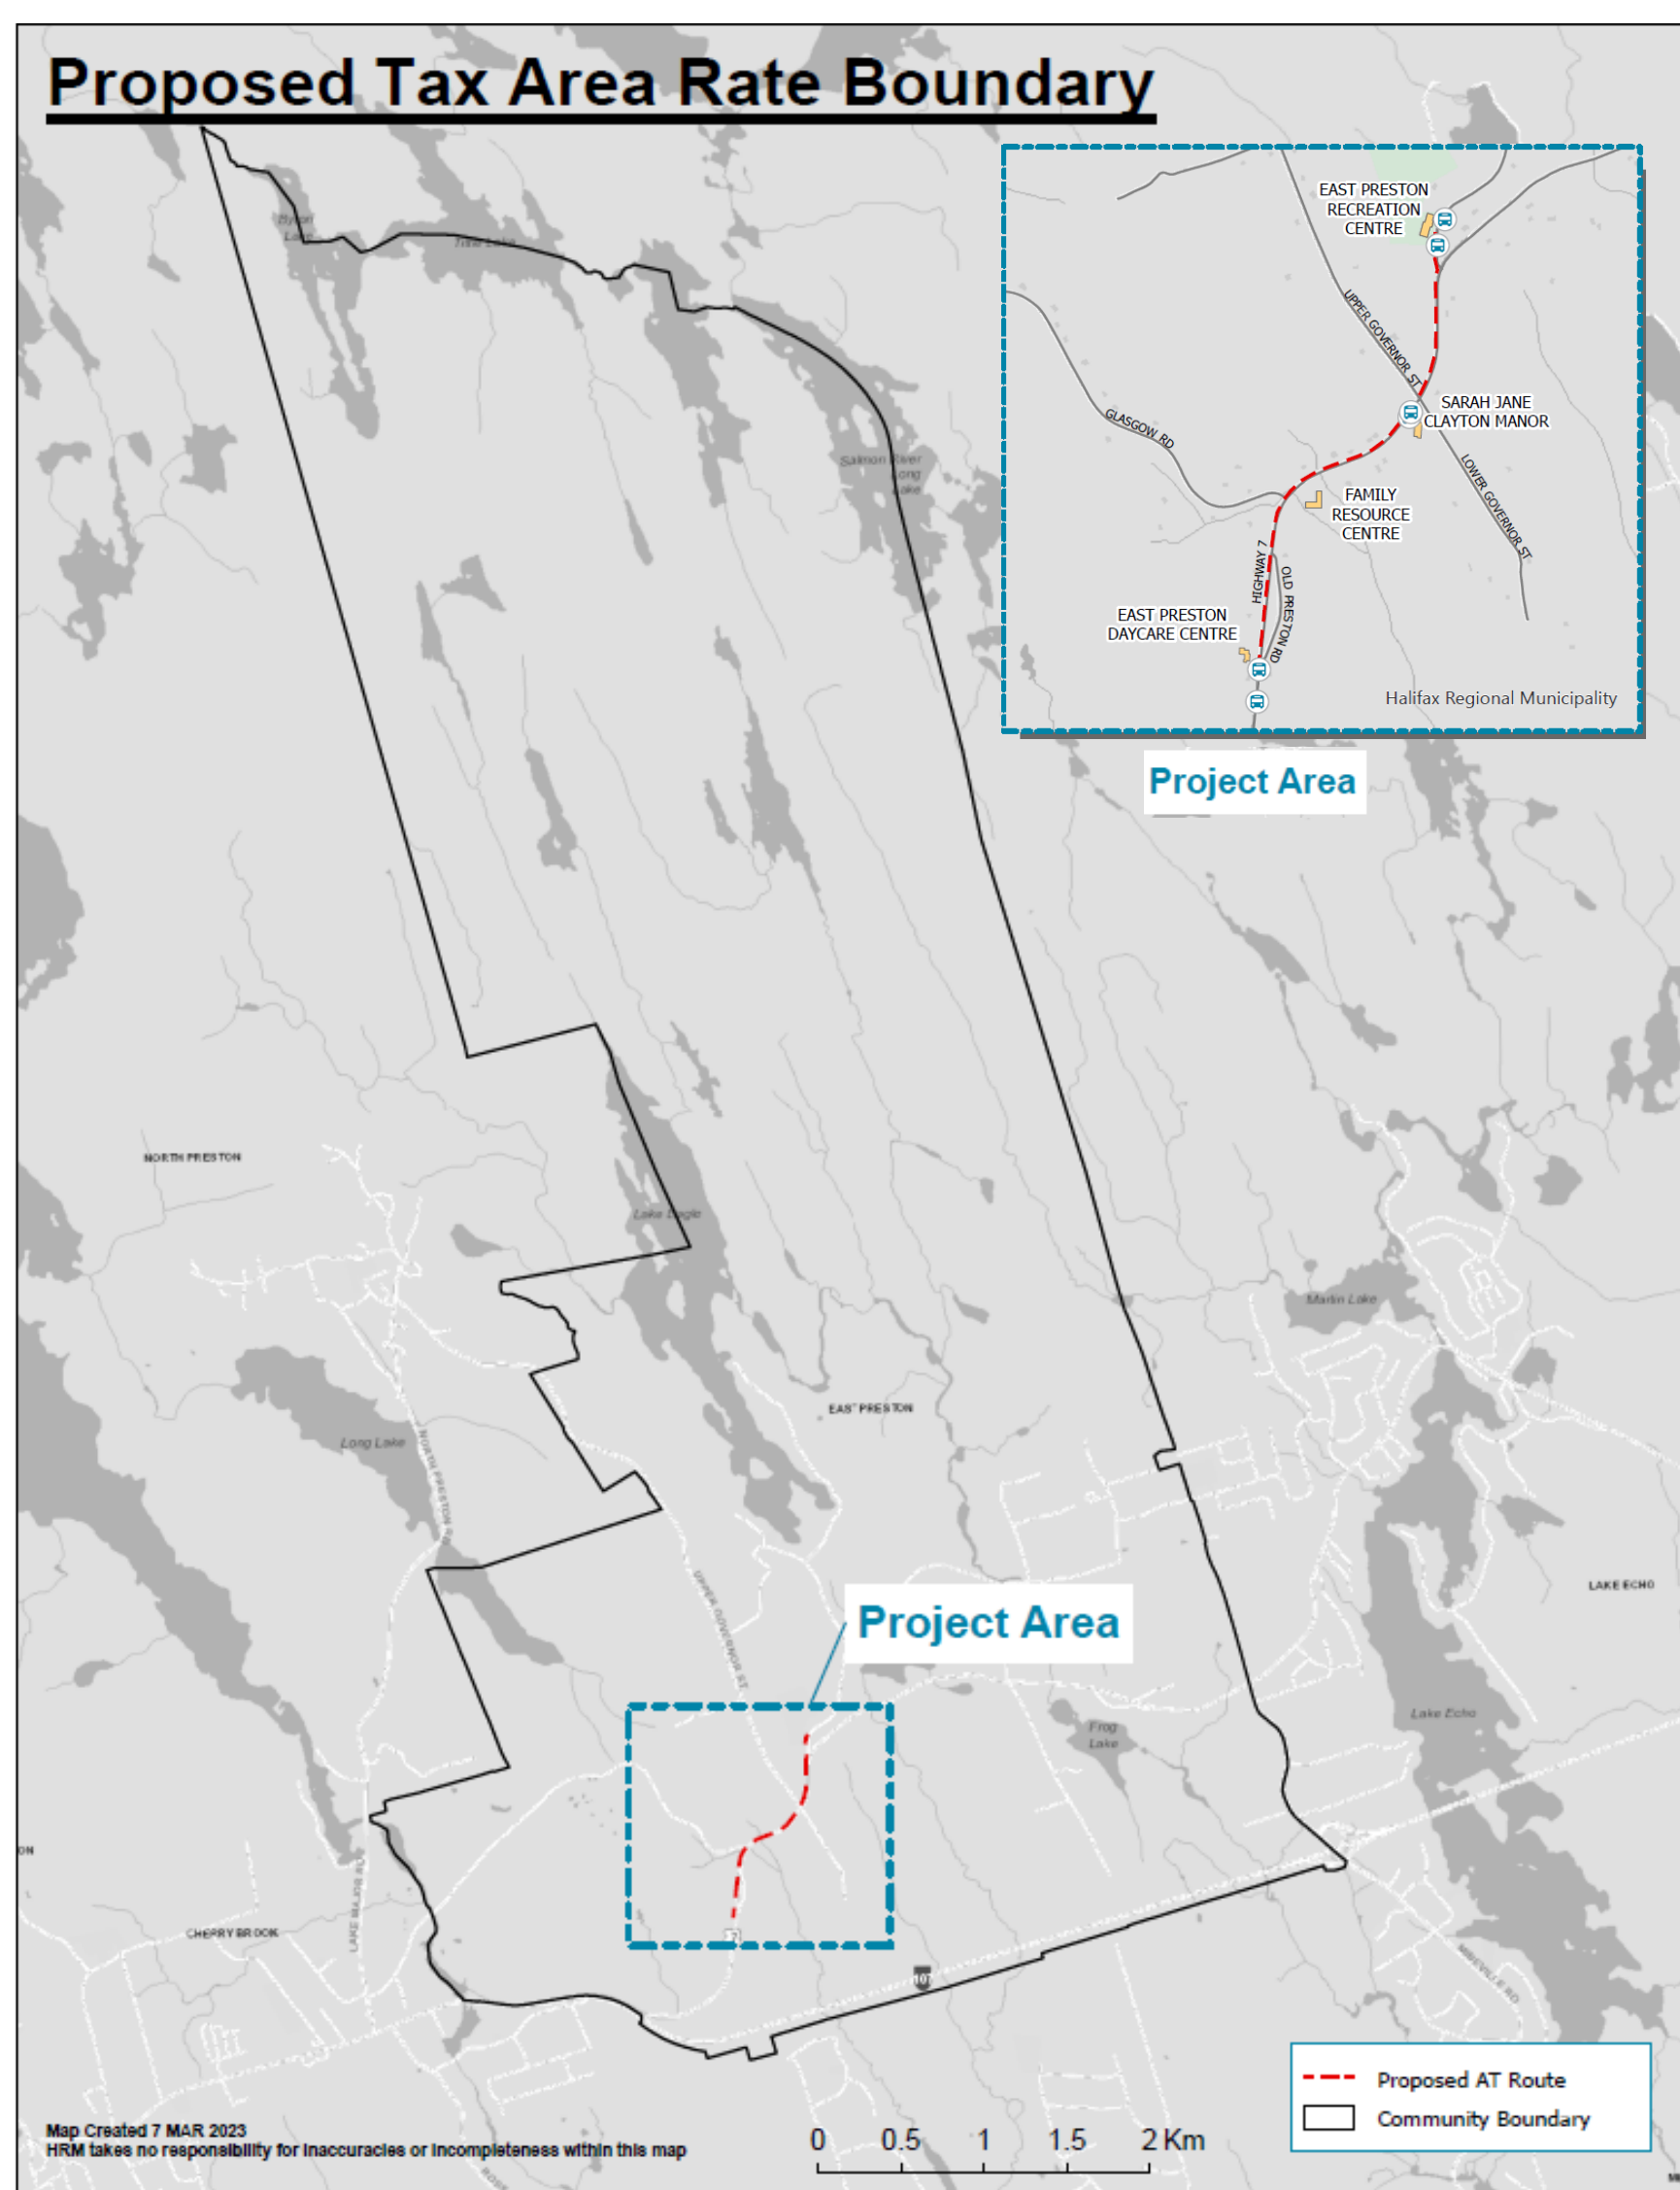 Proposed Tax Area Rate Boundary
EAST PRESTON
RECREATION
CENTRE
UPPER GOVERNOR ST
SARAH JANE
CLAYTON MANOR
GLASGOW RD
LOWER GOVERNOR ST
FAMILY
RESOURCE
CENTRE
HIGHWAY 7
OLD PRESTON RD
EAST PRESTON
DAYCARE CENTRE
Halifax Regional Municipality
Project Area
Lake
Salmon River
Long
Lake
NORTH PRESTON
Lake Eagle
Martin Lake
EAST PRESTON
Long Lake
NORTH PRESTON RD
UPPER GOVERNOR ST
LAKE ECHO
Project Area
Lake Echo
Frog
Lake
ON
LAKE MAJOR RD
CHERRY BROOK
7
107
MINEVILLE RD
Proposed AT Route
Community Boundary
Map Created 7 MAR 2023
HRM takes no responsibility for inaccuracies or incompleteness within this map
0 0.5 1 1.5 2 Km